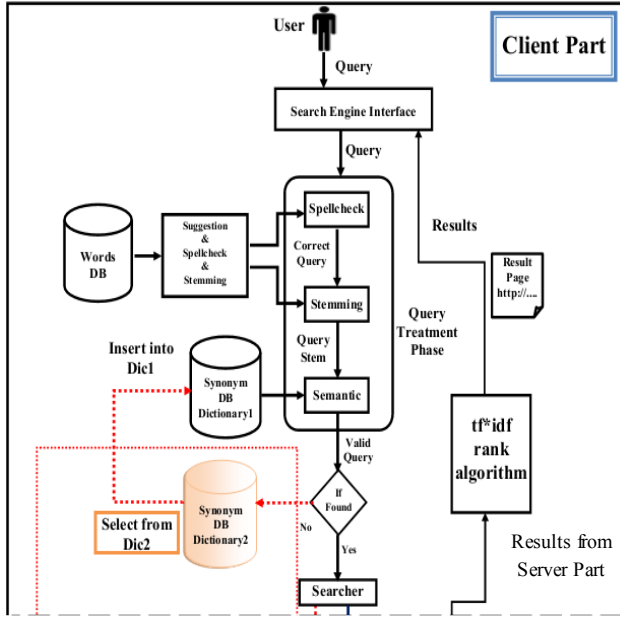 User
Client Part
Query
Search Engine Interface
Query
Spellcheck
Suggestion
&
Spellcheck
&
Stemming
Words
DB
Correct
Query
Results
Result
Page
http://....
Stemming
Query
Treatment
Phase
Query
Stem
Insert into
Dic1
Synonym
DB
Dictionary1
Semantic
tf*idf
rank
algorithm
Valid
Query
If
Found
No
Synonym
DB
Dictionary2
Select from
Dic2
Yes
Results from
Server Part
Searcher